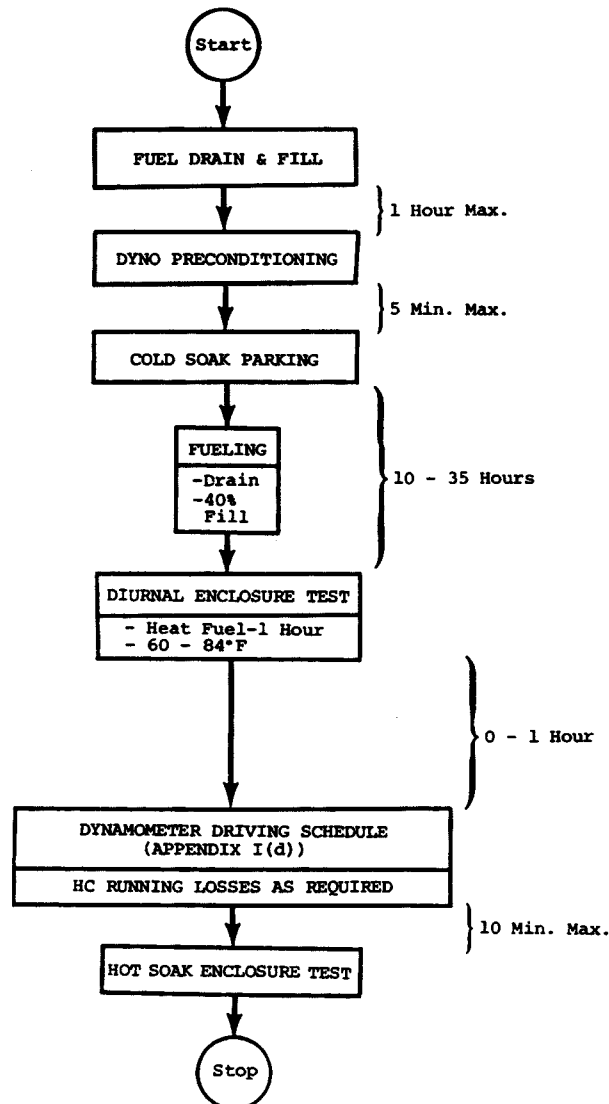 Start
FUEL DRAIN & FILL
1 Hour Max.
DYNO PRECONDITIONING
5 Min. Max.
COLD SOAK PARKING
FUELING
-Drain
-40%
Fill
10 - 35 Hours
DIURNAL ENCLOSURE TEST
- Heat Fuel-1 Hour
- 60 - 84°F
0 - 1 Hour
DYNAMOMETER DRIVING SCHEDULE
(APPENDIX I(d))
HC RUNNING LOSSES AS REQUIRED
10 Min. Max.
HOT SOAK ENCLOSURE TEST
Stop